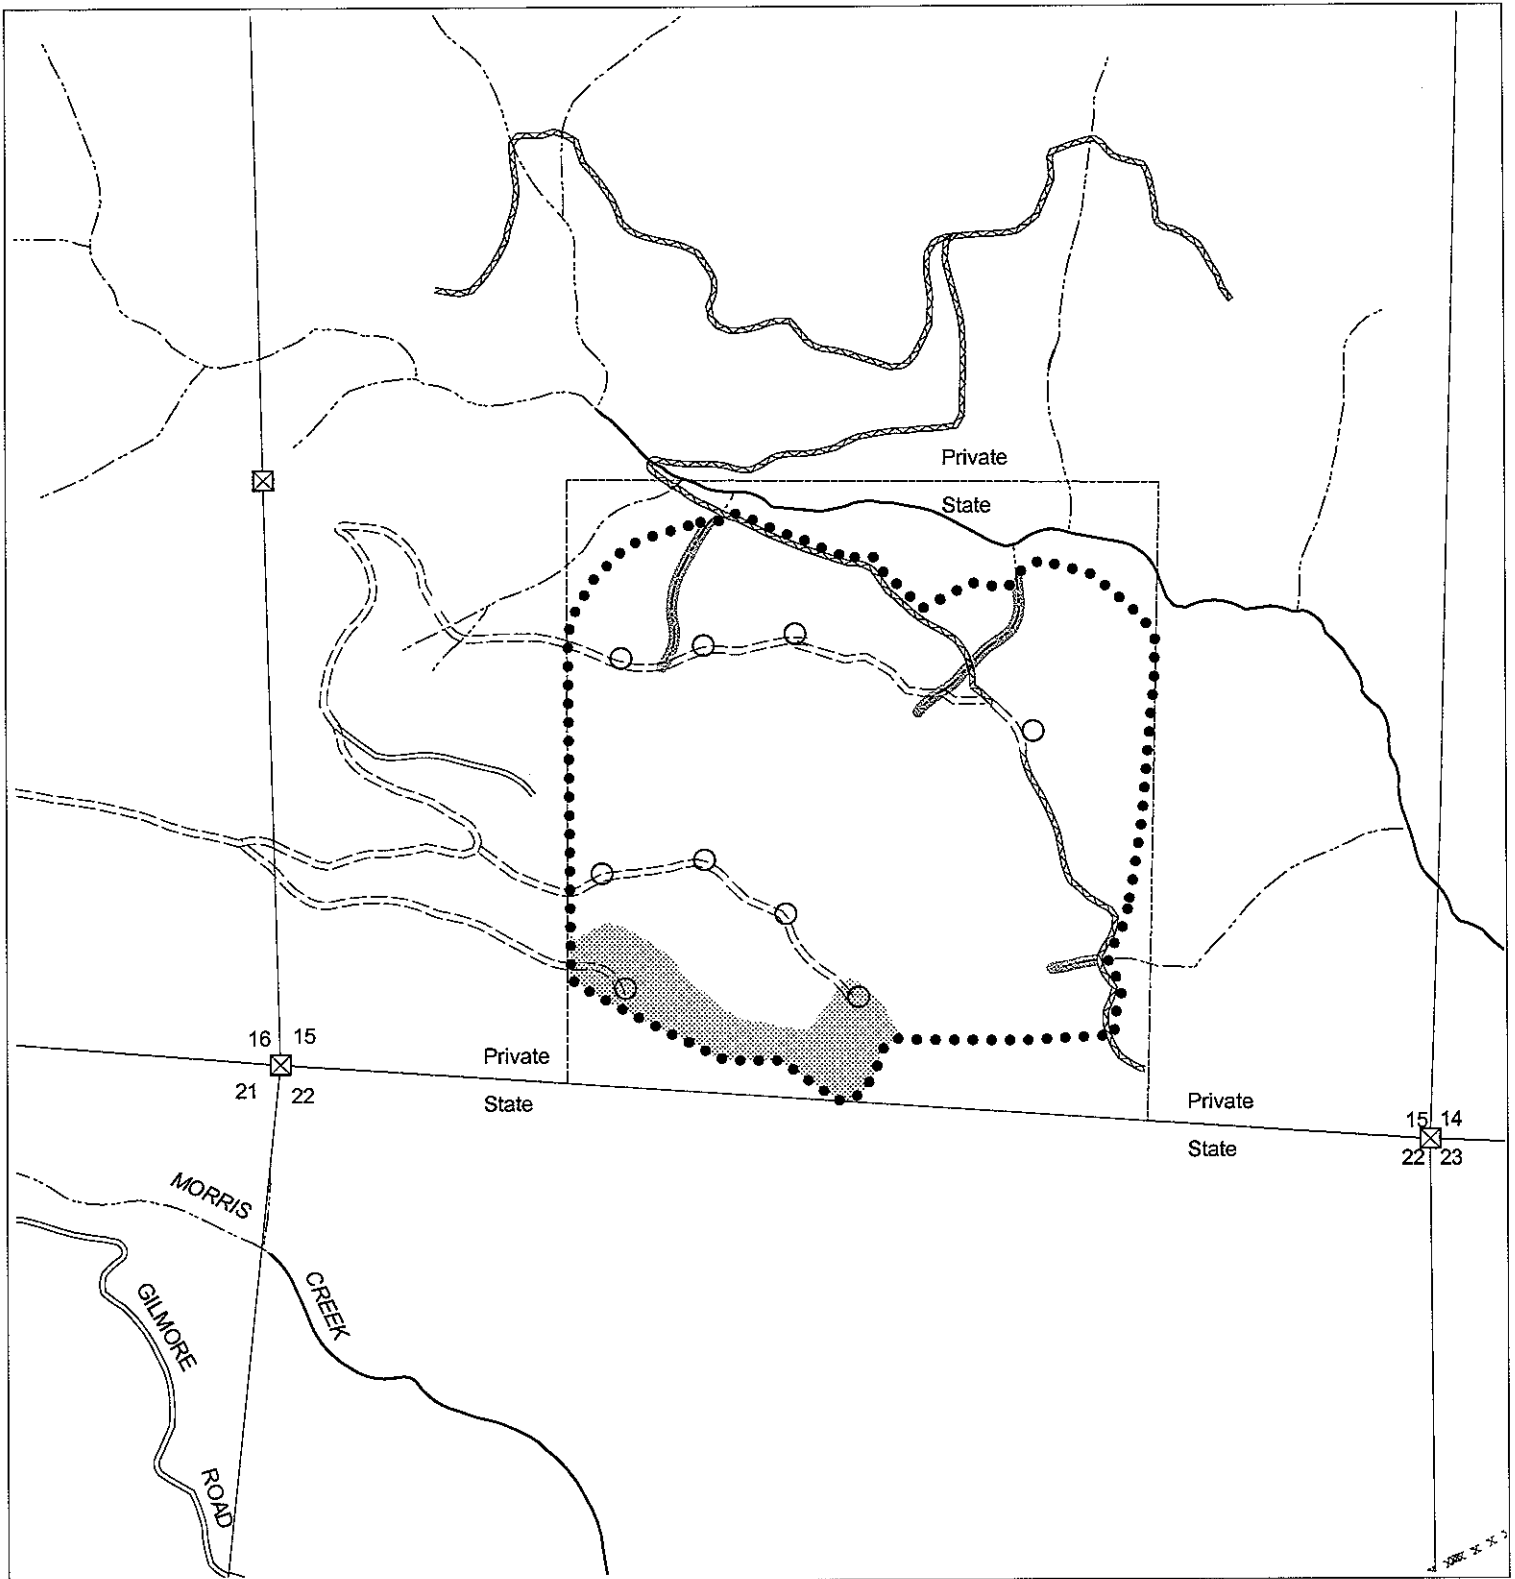 Private
State
16 15
21 22
Private
State
Private
State
15 14
22 23
MORRIS
CREEK
GILMORE
ROAD